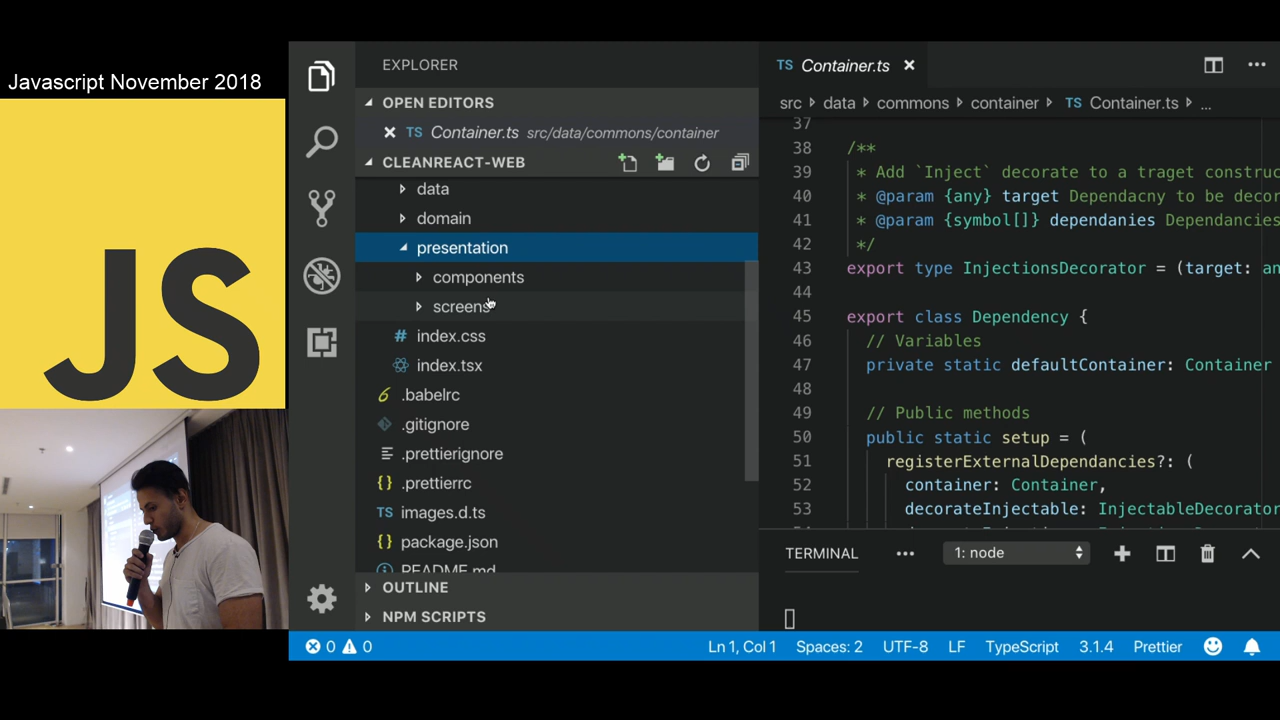 Javascript November 2018
JS
EXPLORER
OPEN EDITORS
TS Container.ts src/data/commons/container
CLEANREACT-WEB
data
domain
presentation
components
screens
# index.css
index.tsx
.babelrc
.gitignore
.prettierignore
{} .prettierrc
TS images.d.ts
{} package.json
README.md
OUTLINE
NPM SCRIPTS
TS Container.ts
src data commons container TS Container.ts ...
37
38 /**
39 * Add `Inject` decorate to a traget construc
40 * @param {any} target Dependacny to be decor
41 * @param {symbol[]} dependanies Dependancies
42 */
43 export type InjectionsDecorator = (target: an
44
45 export class Dependency {
46 // Variables
47 private static defaultContainer: Container
48
49 // Public methods
50 public static setup = (
51 registerExternalDependancies?: (
52 container: Container,
53 decorateInjectable: InjectableDecorator
TERMINAL ... 1: node
0 0 Ln 1, Col 1 Spaces: 2 UTF-8 LF TypeScript 3.1.4 Prettier